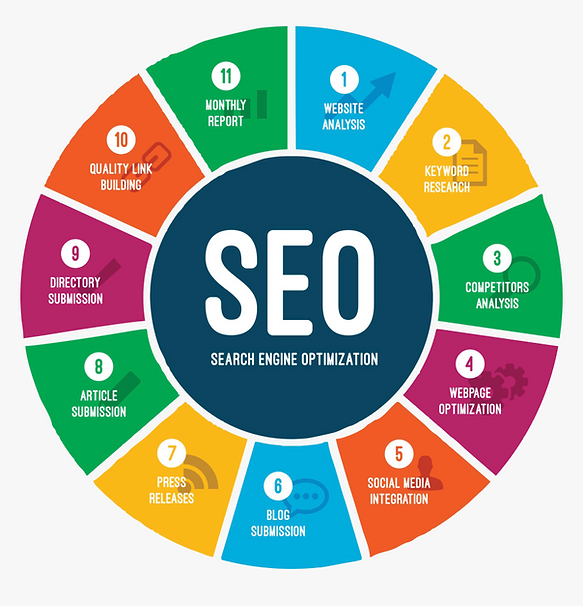 SEO
SEARCH ENGINE OPTIMIZATION
1
WEBSITE
ANALYSIS
2
KEYWORD
RESEARCH
3
COMPETITORS
ANALYSIS
4
WEBPAGE
OPTIMIZATION
5
SOCIAL MEDIA
INTEGRATION
6
BLOG
SUBMISSION
7
PRESS
RELEASES
8
ARTICLE
SUBMISSION
9
DIRECTORY
SUBMISSION
10
QUALITY LINK
BUILDING
11
MONTHLY
REPORT